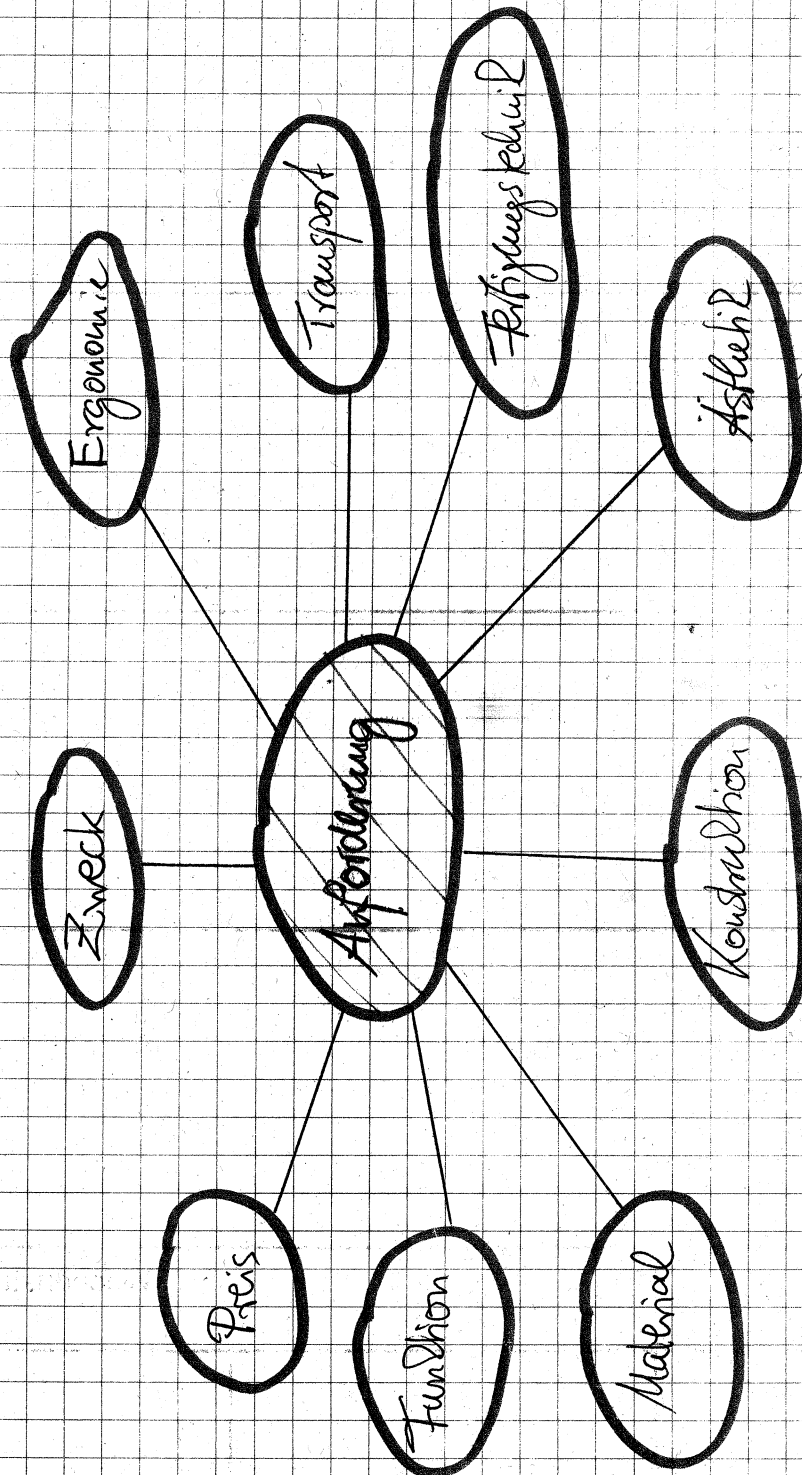 Zweck
Ergonomie
Transport
Fertigungstechnik
Ästhetik
Konstruktion
Material
Funktion
Preis
Anforderung